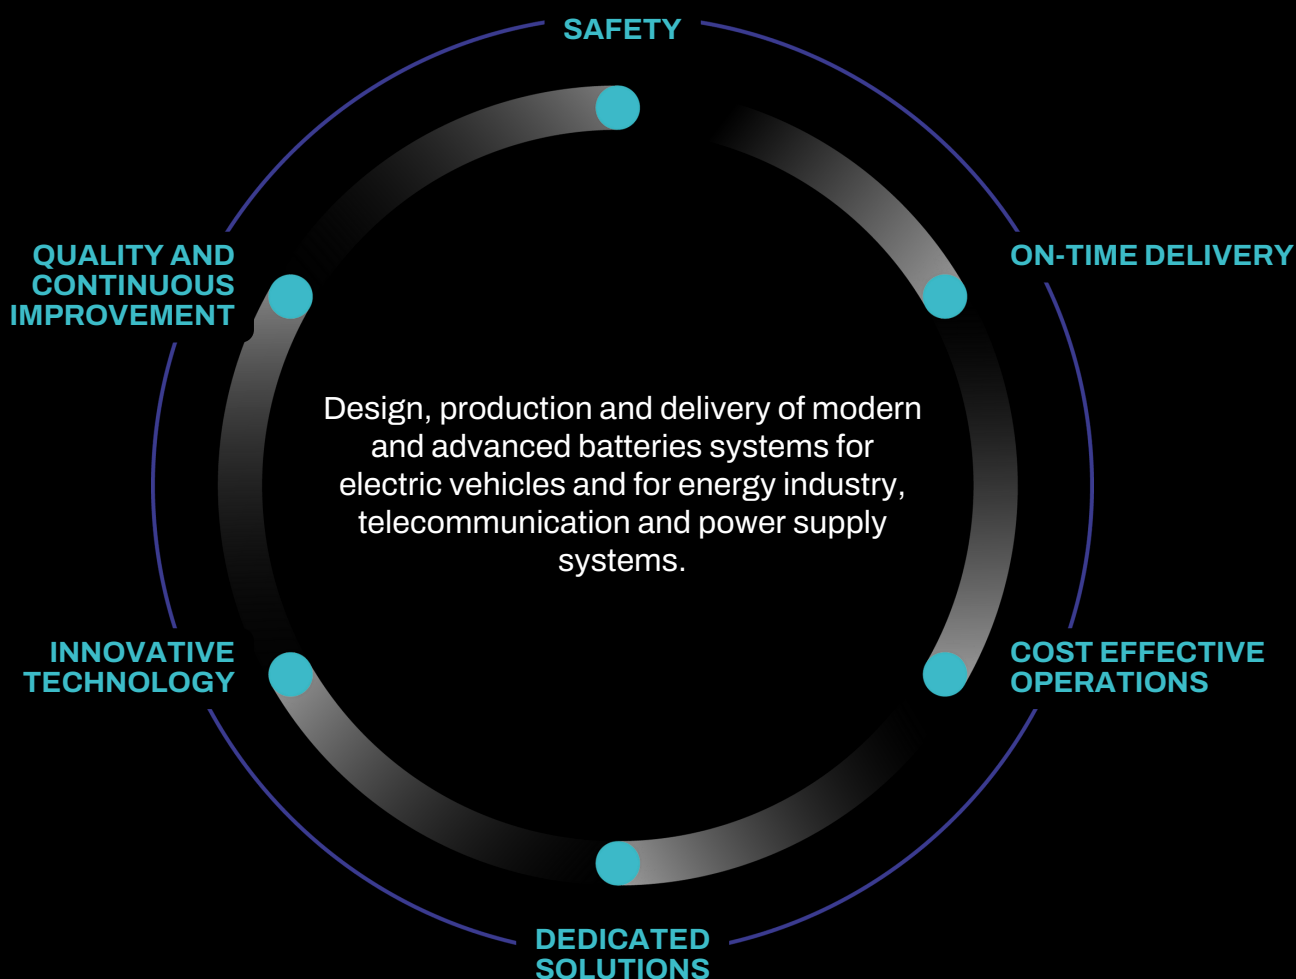 SAFETY
QUALITY AND
CONTINUOUS
IMPROVEMENT
ON-TIME DELIVERY
Design, production and delivery of modern
and advanced batteries systems for
electric vehicles and for energy industry,
telecommunication and power supply
systems.
INNOVATIVE
TECHNOLOGY
COST EFFECTIVE
OPERATIONS
DEDICATED
SOLUTIONS